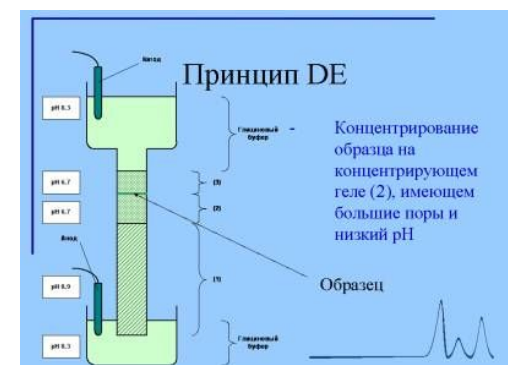 Принцип DE
Катод
pH 8.3
Глициновый
буфер
- Концентрирование
образца на
концентрирующем
геле (2), имеющем
большие поры и
низкий pH
pH 6.7
(3)
pH 6.7
(2)
Анод
(1)
Образец
pH 8.9
pH 8.3
Глициновый
буфер